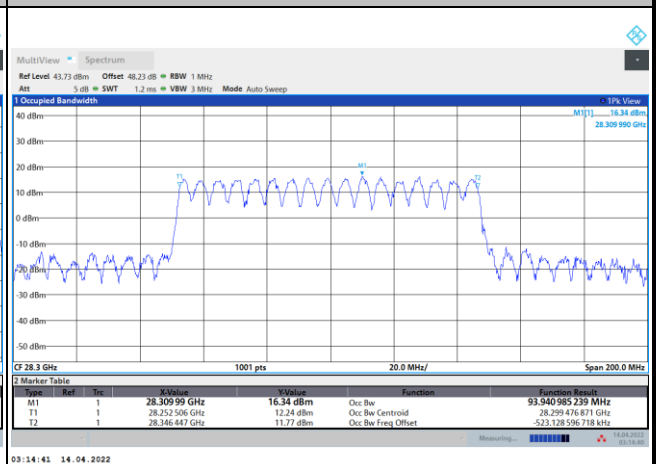 MultiView Spectrum
Ref Level 43.73 dBm Offset 48.23 dB RBW 1 MHz
Att 5 dB SWT 1.2 ms VBW 3 MHz Mode Auto Sweep
1 Occupied Bandwidth 1Pk View
M1[1] 16.34 dBm
28.309 990 GHz
40 dBm
30 dBm
20 dBm
M1
T1
T2
10 dBm
0 dBm
-10 dBm
-20 dBm
-30 dBm
-40 dBm
-50 dBm
CF 28.3 GHz 1001 pts 20.0 MHz/ Span 200.0 MHz
2 Marker Table
Type Ref Trc X-Value Y-Value Function Function Result
M1 1 28.309 99 GHz 16.34 dBm Occ Bw 93.940 985 239 MHz
T1 1 28.252 506 GHz 12.24 dBm Occ Bw Centroid 28.299 476 871 GHz
T2 1 28.346 447 GHz 11.77 dBm Occ Bw Freq Offset -523.128 596 718 kHz
Measuring... 14.04.2022
03:14:40
03:14:41 14.04.2022